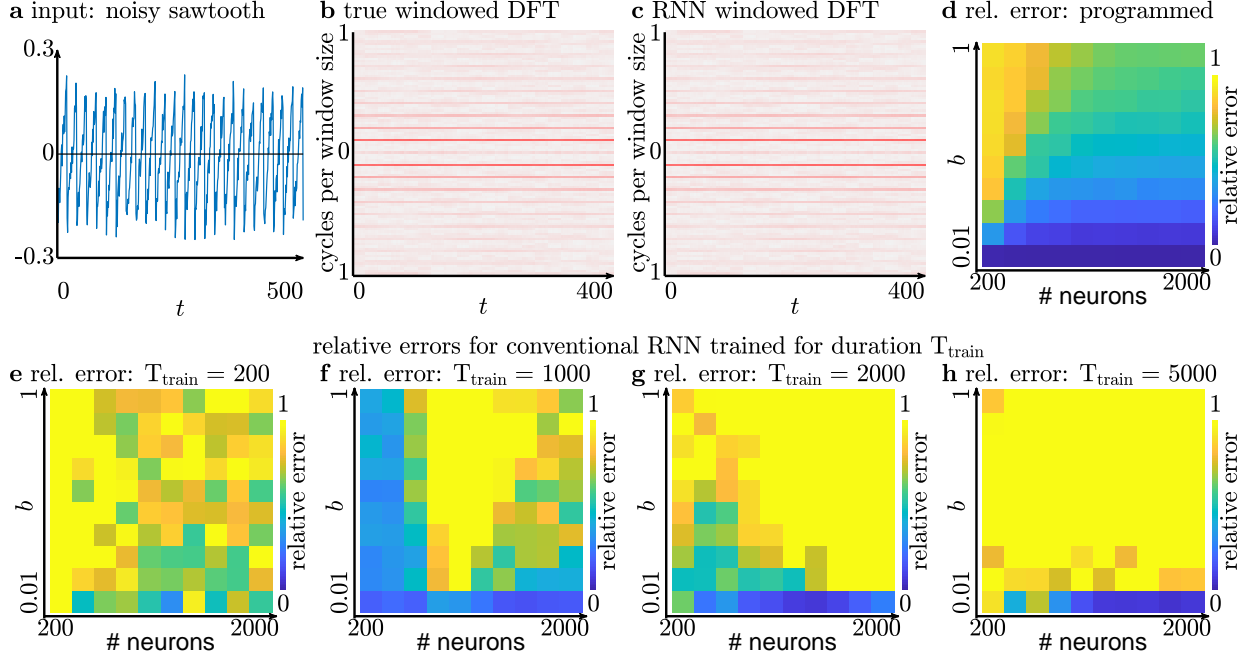 a input: noisy sawtooth
0.3
0
-0.3
0
500
t
b true windowed DFT
cycles per window size
1
0
1
0
400
t
c RNN windowed DFT
cycles per window size
1
0
1
0
400
t
d rel. error: programmed
1
b
0.01
200
2000
# neurons
1
relative error
0
relative errors for conventional RNN trained for duration T_train
e rel. error: T_train = 200
1
b
0.01
200
2000
# neurons
1
relative error
0
f rel. error: T_train = 1000
1
b
0.01
200
2000
# neurons
1
relative error
0
g rel. error: T_train = 2000
1
b
0.01
200
2000
# neurons
1
relative error
0
h rel. error: T_train = 5000
1
b
0.01
200
2000
# neurons
1
relative error
0